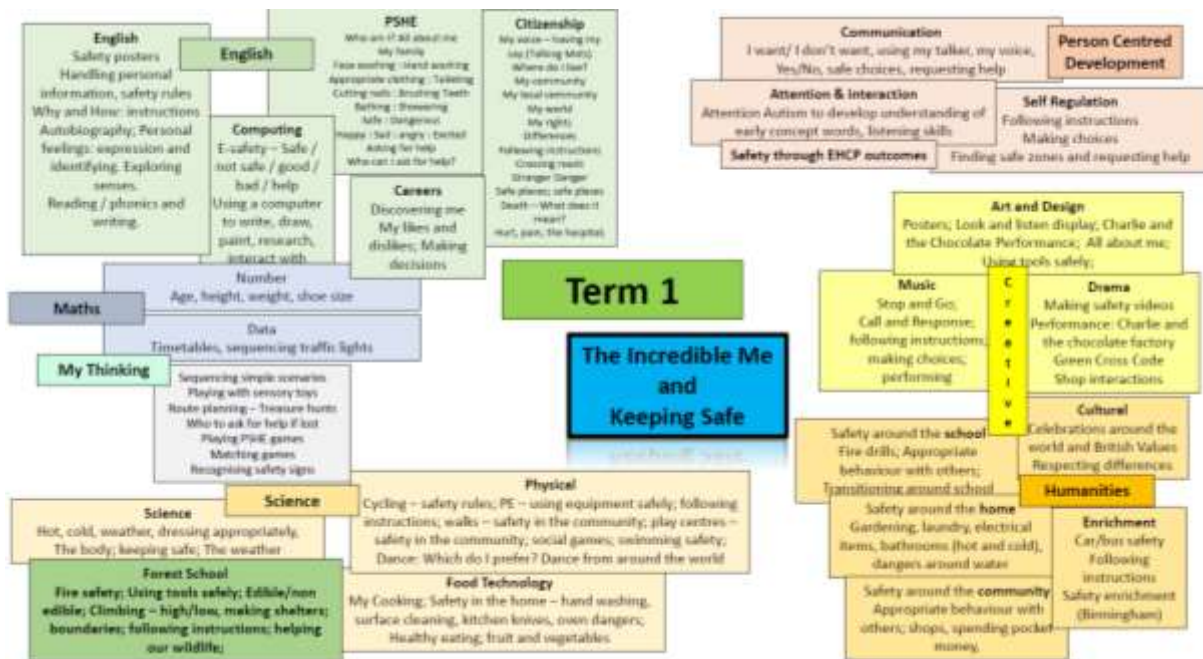 English
Safety posters
Handling personal
information, safety rules
Why and How: instructions
Autobiography; Personal
feelings: expression and
identifying. Exploring
senses.
Reading / phonics and
writing.
English
Computing
E-safety – Safe /
not safe / good /
bad / help
Using a computer
to write, draw,
paint, research,
interact with
PSHE
Who am I? All about me
My family
Face washing : Hand washing
Appropriate clothing : Toileting
Cutting nails : Brushing Teeth
Bathing : Showering
Safe : Dangerous
Happy : Sad : angry : Excited
Asking for help
Who can I ask for help?
Careers
Discovering me
My likes and
dislikes; Making
decisions
Citizenship
My voice – having my
say (Talking Mats)
Where do I live?
My community
My local community
My world
My rights
Differences
Following instructions
Crossing roads
Stranger Danger
Safe places; safe places
Death – What does it
mean?
Hurt, pain, the hospital
Communication
I want/ I don't want, using my talker, my voice,
Yes/No, safe choices, requesting help
Person Centred
Development
Attention & Interaction
Attention Autism to develop understanding of
early concept words, listening skills
Safety through EHCP outcomes
Self Regulation
Following instructions
Making choices
Finding safe zones and requesting help
Maths
Number
Age, height, weight, shoe size
Data
Timetables, sequencing traffic lights
My Thinking
Sequencing simple scenarios
Playing with sensory toys
Route planning – Treasure hunts
Who to ask for help if lost
Playing PSHE games
Matching games
Recognising safety signs
Term 1
The Incredible Me
and
Keeping Safe
Art and Design
Posters; Look and listen display; Charlie and
the Chocolate Performance; All about me;
Using tools safely;
Creative
Music
Stop and Go;
Call and Response;
following instructions,
making choices;
performing
Drama
Making safety videos
Performance: Charlie and
the chocolate factory
Green Cross Code
Shop interactions
Science
Science
Hot, cold, weather, dressing appropriately,
The body; keeping safe; The weather
Physical
Cycling – safety rules; PE – using equipment safely; following
instructions; walks – safety in the community; play centres –
safety in the community; social games; swimming safety;
Dance: Which do I prefer? Dance from around the world
Forest School
Fire safety; Using tools safely; Edible/non
edible; Climbing – high/low, making shelters;
boundaries; following instructions; helping
our wildlife;
Food Technology
My Cooking; Safety in the home – hand washing,
surface cleaning, kitchen knives, oven dangers;
Healthy eating; fruit and vegetables
Humanities
Cultural
Celebrations around the
world and British Values
Respecting differences
Safety around the school
Fire drills; Appropriate
behaviour with others;
Transitioning around school
Safety around the home
Gardening, laundry, electrical
items, bathrooms (hot and cold),
dangers around water
Safety around the community
Appropriate behaviour with
others; shops, spending pocket
money,
Enrichment
Car/bus safety
Following
instructions
Safety enrichment
(Birmingham)